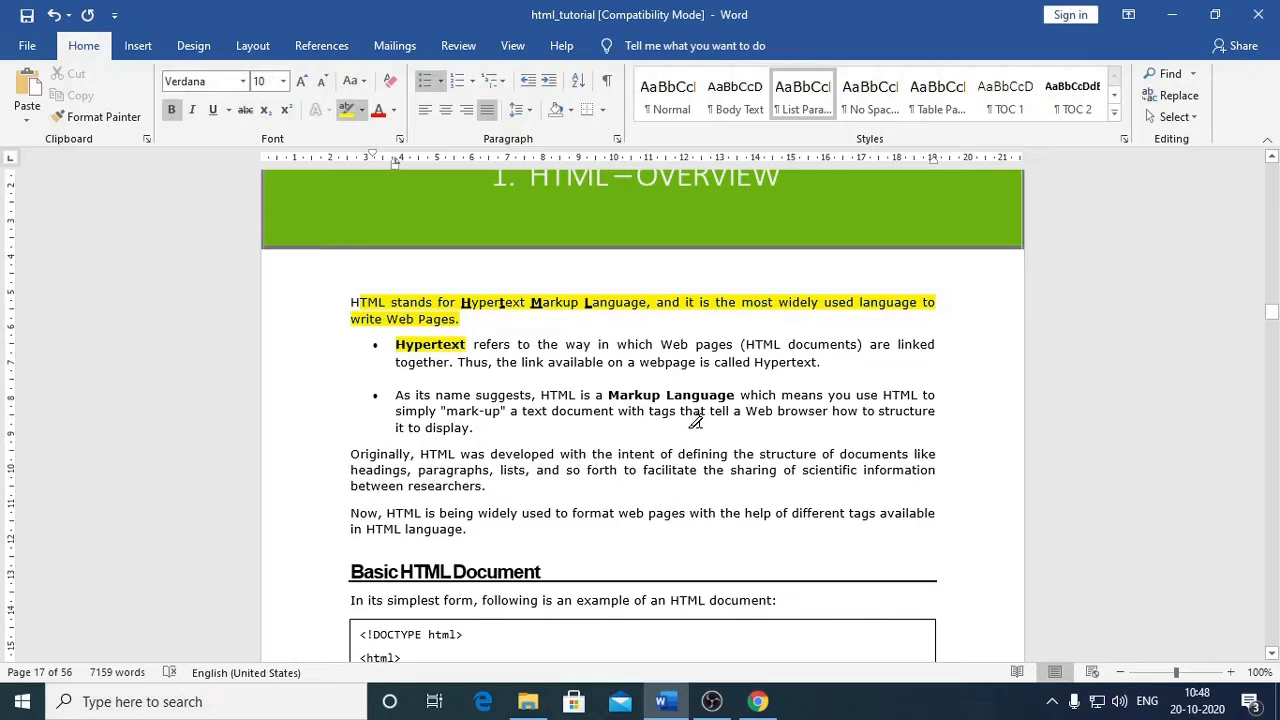 html_tutorial [Compatibility Mode] - Word
Sign in
File Home Insert Design Layout References Mailings Review View Help Tell me what you want to do Share
Paste
Cut
Copy
Format Painter
Clipboard
Verdana 10
Font
Paragraph
AaBbCcI AaBbCcD AaBbCcI AaBbCcI AaBbCcI AaBbCcD AaBbCcDd
¶ Normal ¶ Body Text ¶ List Para... ¶ No Spac... ¶ Table Pa... ¶ TOC 1 ¶ TOC 2
Styles
Find
Replace
Select
Editing
1. HTML – OVERVIEW
HTML stands for Hypertext Markup Language, and it is the most widely used language to
write Web Pages.
• Hypertext refers to the way in which Web pages (HTML documents) are linked
together. Thus, the link available on a webpage is called Hypertext.
• As its name suggests, HTML is a Markup Language which means you use HTML to
simply "mark-up" a text document with tags that tell a Web browser how to structure
it to display.
Originally, HTML was developed with the intent of defining the structure of documents like
headings, paragraphs, lists, and so forth to facilitate the sharing of scientific information
between researchers.
Now, HTML is being widely used to format web pages with the help of different tags available
in HTML language.
Basic HTML Document
In its simplest form, following is an example of an HTML document:
<!DOCTYPE html>
<html>
Page 17 of 56 7159 words English (United States) 100%
Type here to search
ENG
10:48
20-10-2020
3